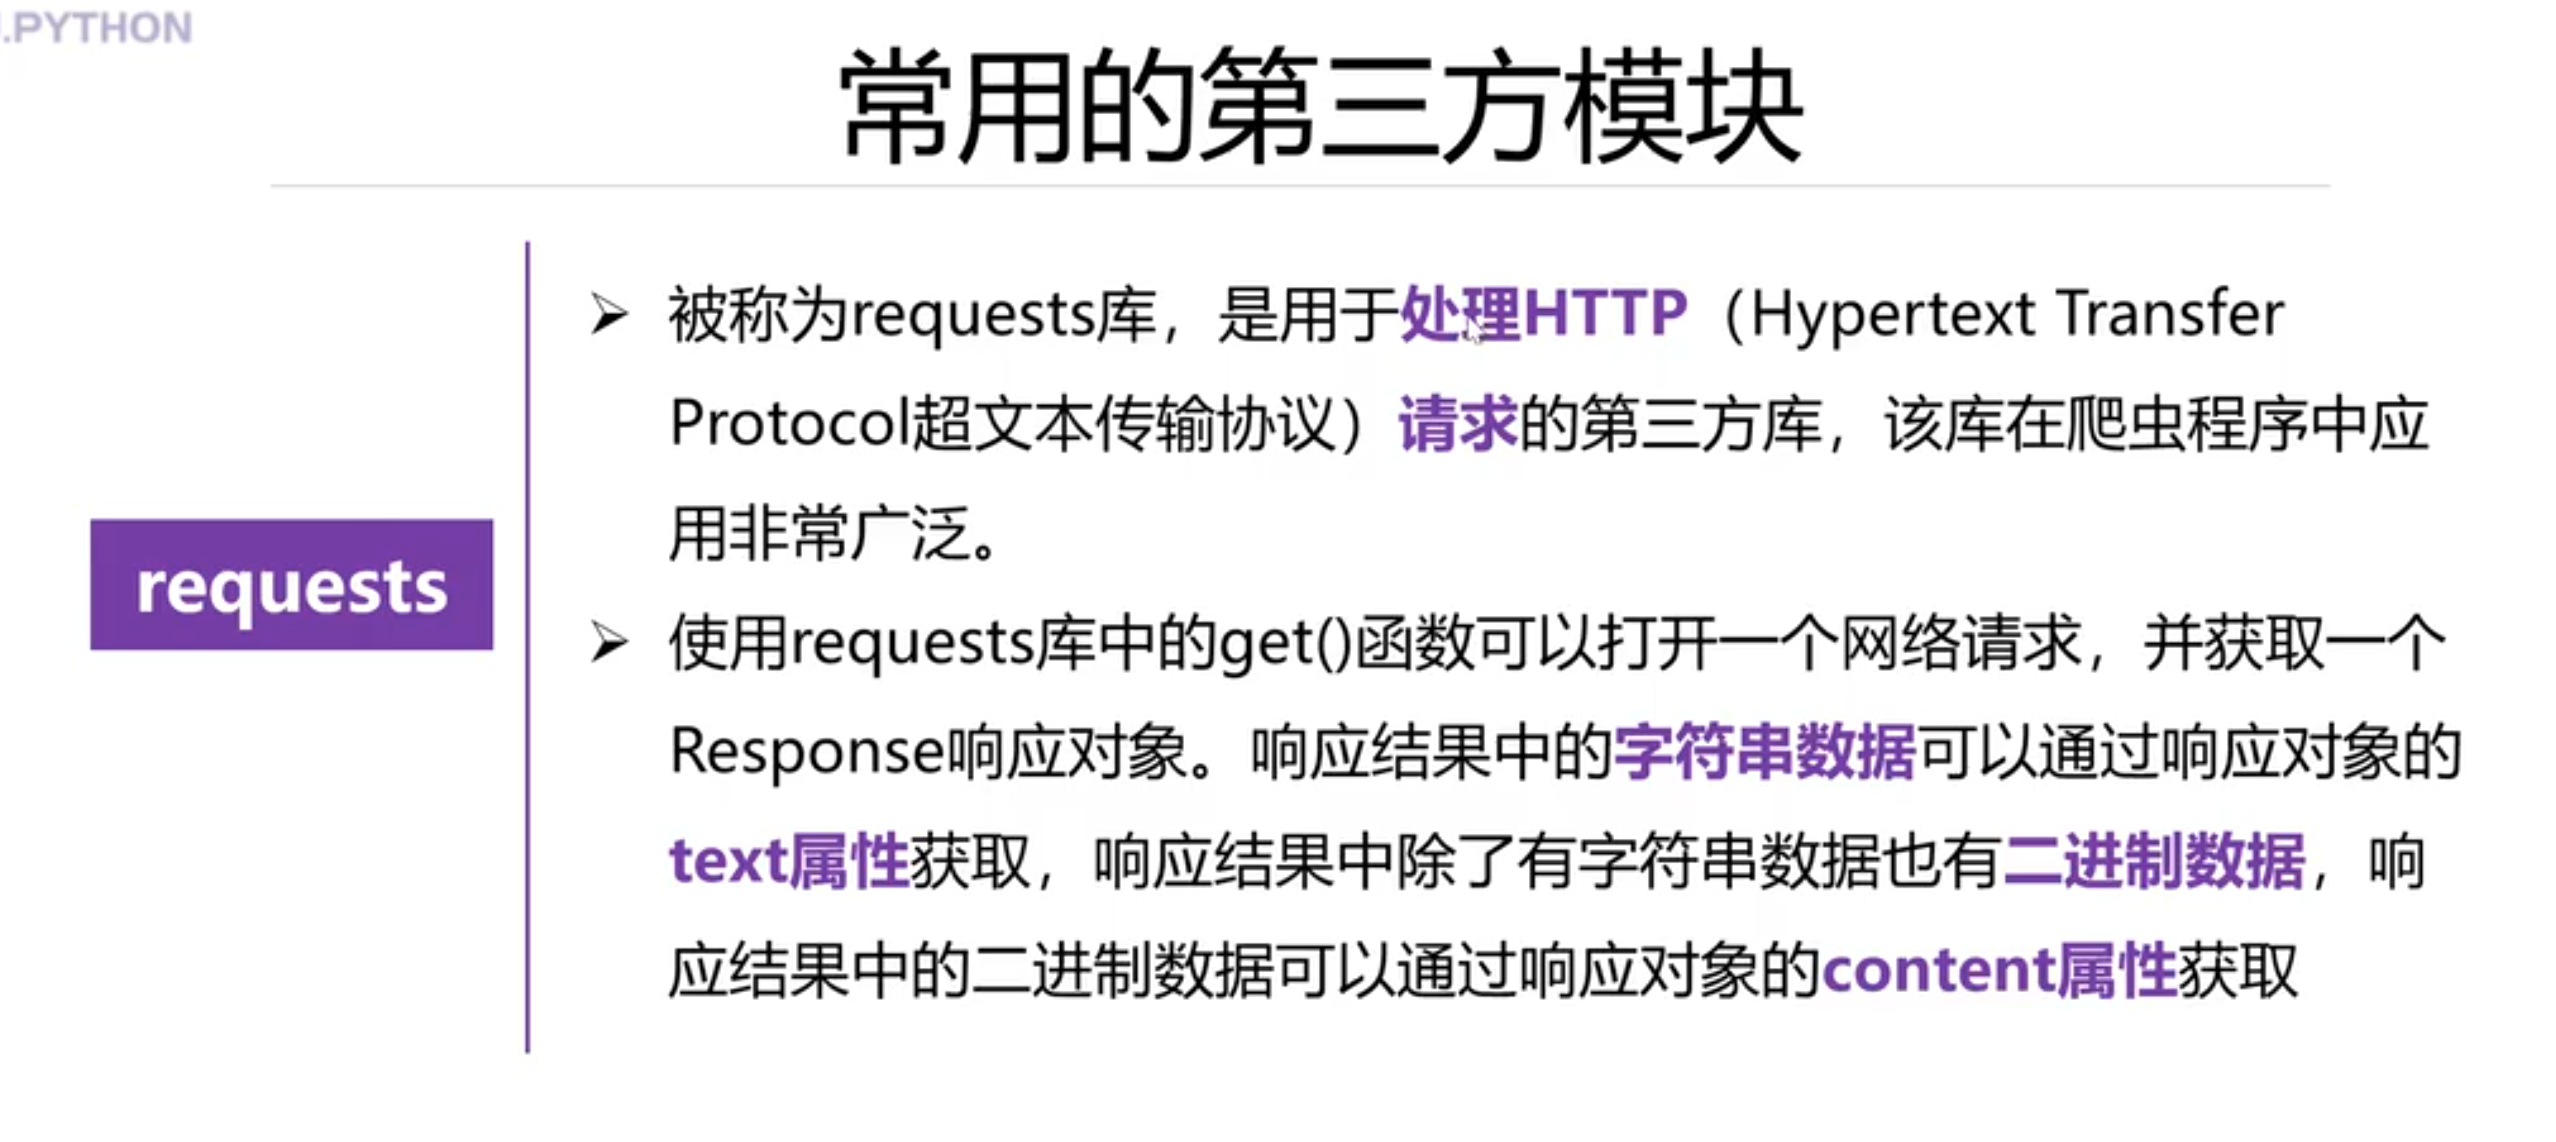 .PYTHON
常用的第三方模块
requests
➢ 被称为requests库，是用于处理HTTP（Hypertext Transfer
Protocol超文本传输协议）请求的第三方库，该库在爬虫程序中应
用非常广泛。
➢ 使用requests库中的get()函数可以打开一个网络请求，并获取一个
Response响应对象。响应结果中的字符串数据可以通过响应对象的
text属性获取，响应结果中除了有字符串数据也有二进制数据，响
应结果中的二进制数据可以通过响应对象的content属性获取